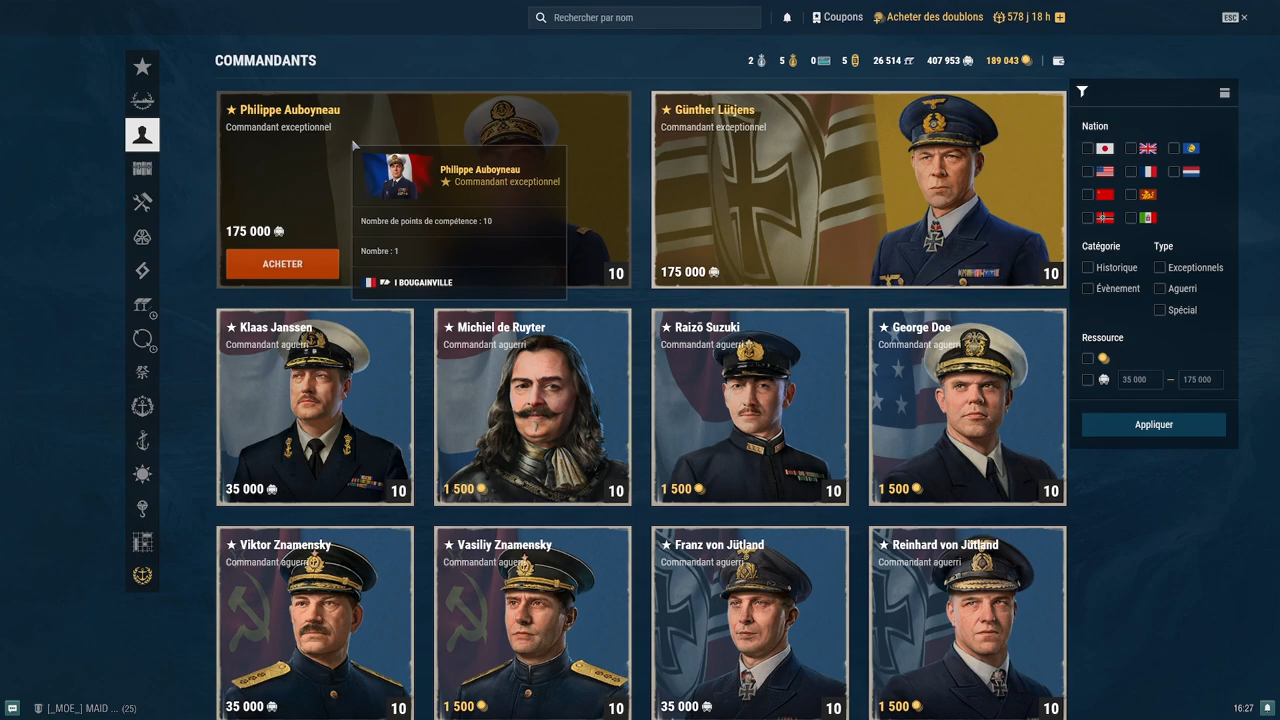 Rechercher par nom
Coupons
Acheter des doublons
578 j 18 h
ESC
COMMANDANTS
2
5
0
5
26 514
407 953
189 043
Philippe Auboyneau
Commandant exceptionnel
175 000
ACHETER
10
Philippe Auboyneau
Commandant exceptionnel
Nombre de points de compétence : 10
Nombre : 1
I BOUGAINVILLE
Günther Lütjens
Commandant exceptionnel
175 000
10
Nation
Catégorie
Type
Historique
Exceptionnels
Évènement
Aguerri
Spécial
Ressource
35 000 — 175 000
Appliquer
Klaas Janssen
Commandant aguerri
35 000
10
Michiel de Ruyter
1 500
10
Raizō Suzuki
Commandant aguerri
1 500
10
George Doe
Commandant aguerri
1 500
10
Viktor Znamensky
Commandant aguerri
35 000
10
Vasiliy Znamensky
Commandant aguerri
1 500
10
Franz von Jütland
Commandant aguerri
35 000
10
Reinhard von Jütland
Commandant aguerri
1 500
10
[_MOE_] MAID ... (25)
16:27